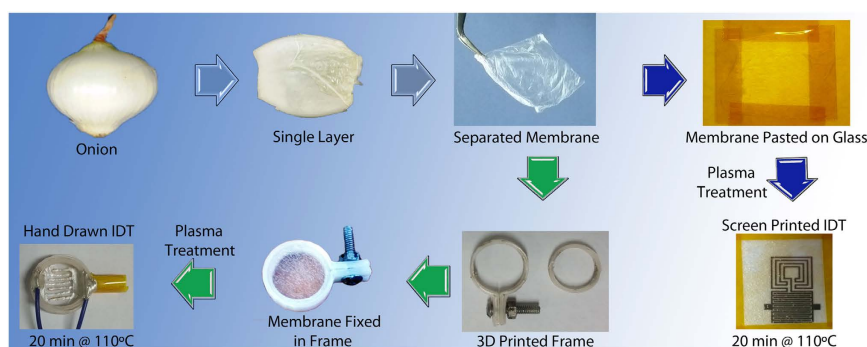 Onion
Single Layer
Separated Membrane
Membrane Pasted on Glass
Plasma
Treatment
Screen Printed IDT
20 min @ 110ºC
3D Printed Frame
Membrane Fixed
in Frame
Plasma
Treatment
Hand Drawn IDT
20 min @ 110ºC